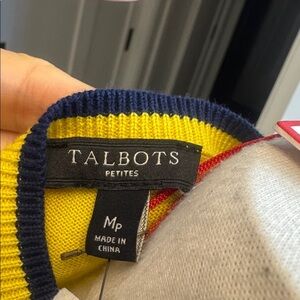 TALBOTS
PETITES
MP
MADE IN
CHINA